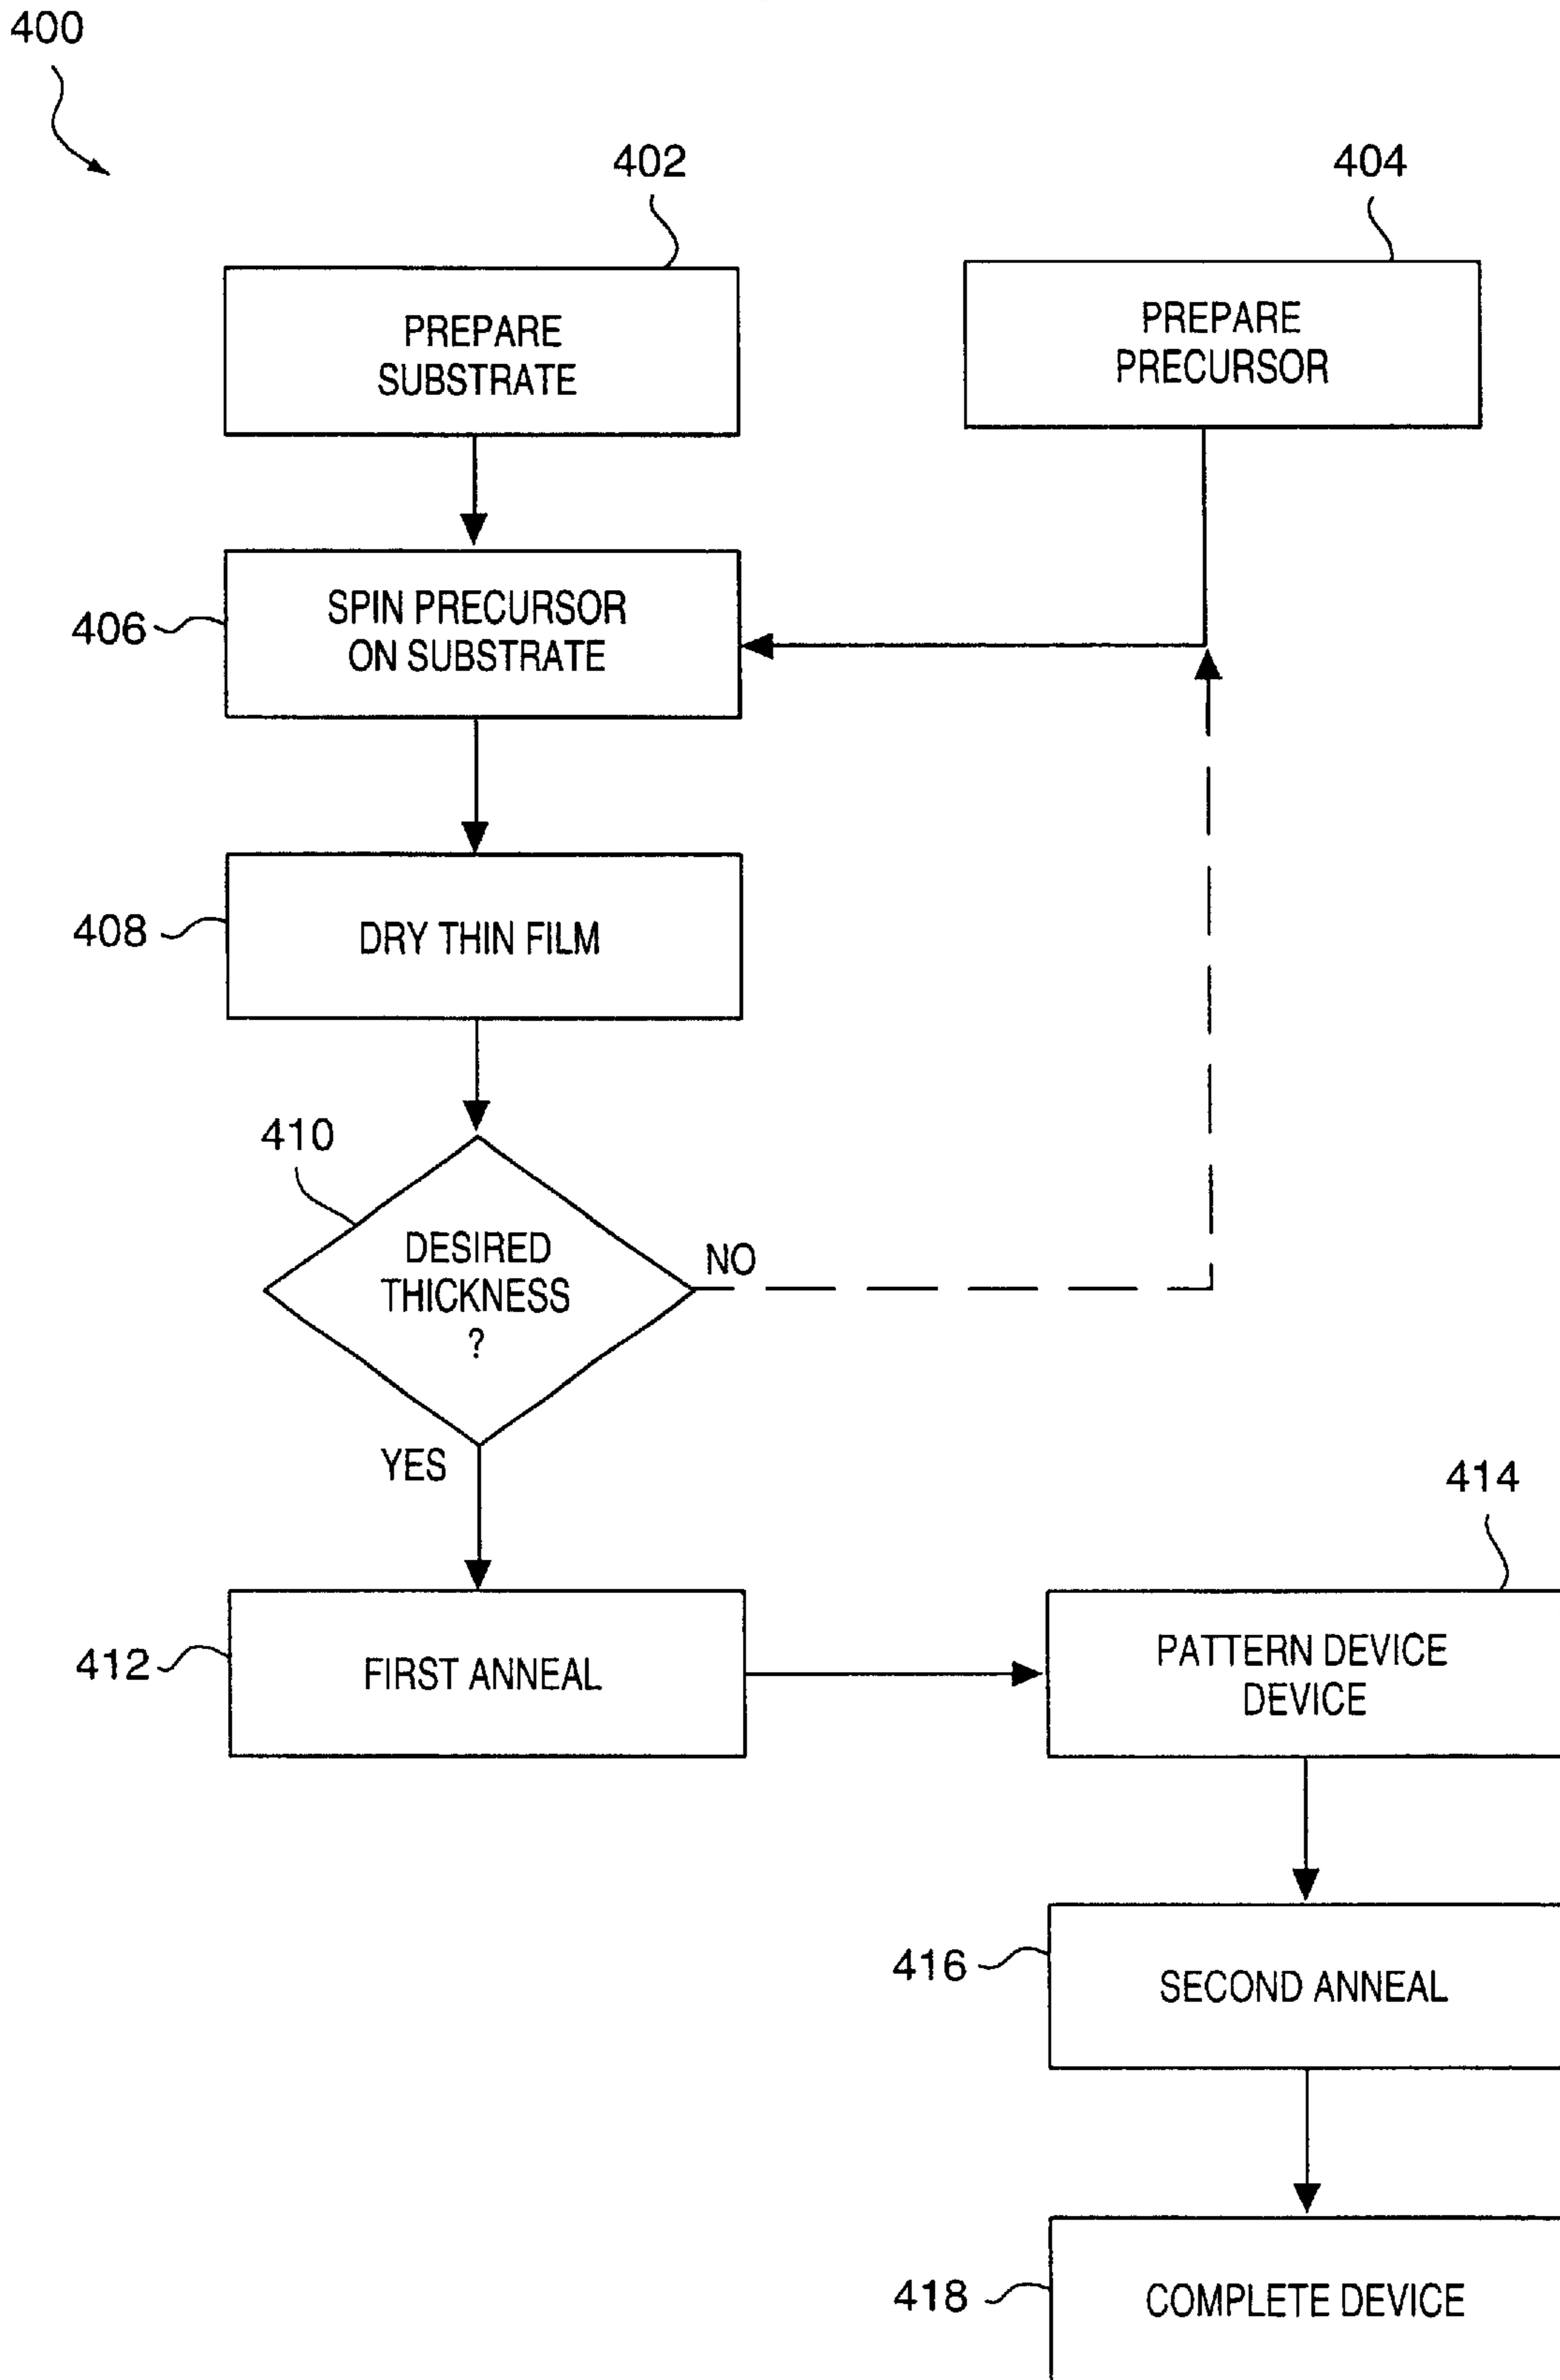 400
402
404
PREPARE
SUBSTRATE
PREPARE
PRECURSOR
406
SPIN PRECURSOR
ON SUBSTRATE
408
DRY THIN FILM
410
DESIRED
THICKNESS
?
NO
YES
414
412
FIRST ANNEAL
PATTERN DEVICE
DEVICE
416
SECOND ANNEAL
418
COMPLETE DEVICE